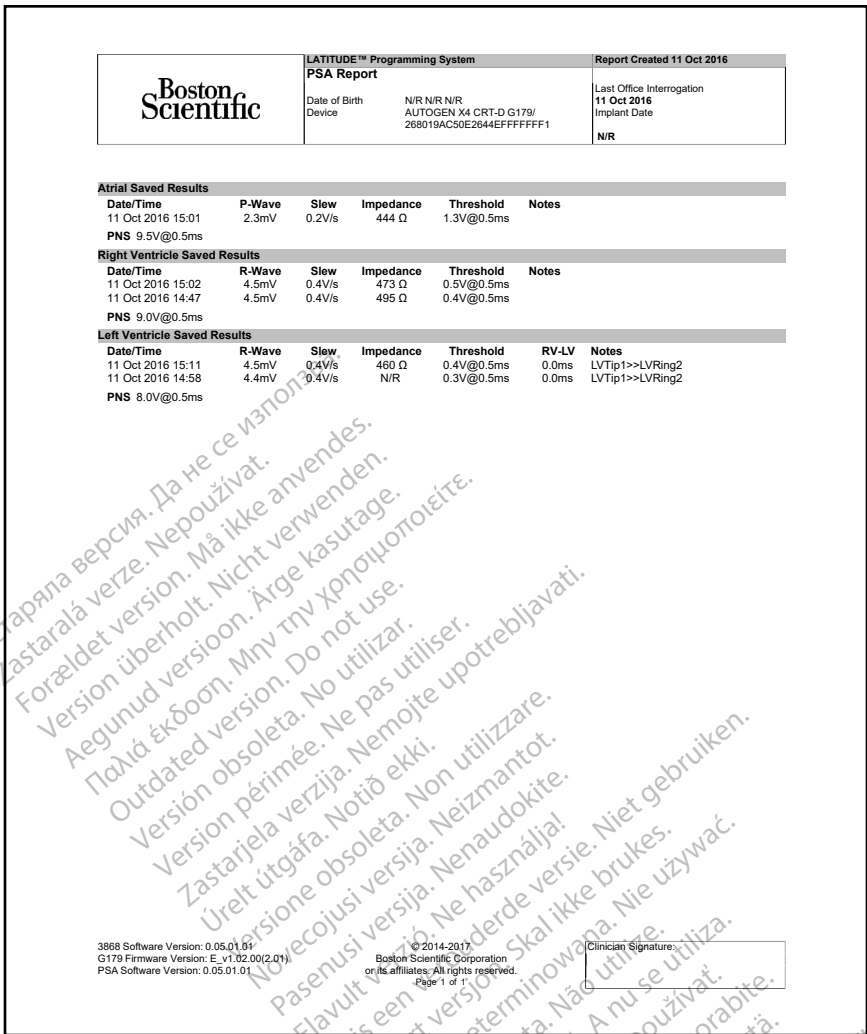 Boston
Scientific
LATITUDE™ Programming System
Report Created 11 Oct 2016
PSA Report
Date of Birth N/R N/R N/R
Device AUTOGEN X4 CRT-D G179/
268019AC50E2644EFFFFFFF1
Last Office Interrogation
11 Oct 2016
Implant Date
N/R
Atrial Saved Results
Date/Time P-Wave Slew Impedance Threshold Notes
11 Oct 2016 15:01 2.3mV 0.2V/s 444 Ω 1.3V@0.5ms
PNS 9.5V@0.5ms
Right Ventricle Saved Results
Date/Time R-Wave Slew Impedance Threshold Notes
11 Oct 2016 15:02 4.5mV 0.4V/s 473 Ω 0.5V@0.5ms
11 Oct 2016 14:47 4.5mV 0.4V/s 495 Ω 0.4V@0.5ms
PNS 9.0V@0.5ms
Left Ventricle Saved Results
Date/Time R-Wave Slew Impedance Threshold RV-LV Notes
11 Oct 2016 15:11 4.5mV 0.4V/s 460 Ω 0.4V@0.5ms 0.0ms LVTip1>>LVRing2
11 Oct 2016 14:58 4.4mV 0.4V/s N/R 0.3V@0.5ms 0.0ms LVTip1>>LVRing2
PNS 8.0V@0.5ms
версия. Да не се използва.
Zastaralá verze. Nepoužívat.
Forældet version. Må ikke anvendes.
Version überholt. Nicht verwenden.
Aegunud versioon. Ärge kasutage.
Παλιά έκδοση. Μην την χρησιμοποιείτε.
Outdated version. Do not use.
Versión obsoleta. No utilizar.
Version périmée. Ne pas utiliser.
Zastarjela verzija. Nemojte upotrebljavati.
Úrelt útgáfa. Notið ekki.
Versione obsoleta. Non utilizzare.
Novecojusi versija. Neizmantot.
Pasenusi versija. Nenaudokite.
Elavult verzió. Ne használja!
is een verouderde versie. Niet gebruiken.
version. Skal ikke brukes.
Nie używać.
Não utilize.
A nu se utiliza.
3868 Software Version: 0.05.01.01
G179 Firmware Version: E_v1.02.00(2.01)
PSA Software Version: 0.05.01.01
© 2014-2017
Boston Scientific Corporation
or its affiliates. All rights reserved.
Page 1 of 1
Clinician Signature: